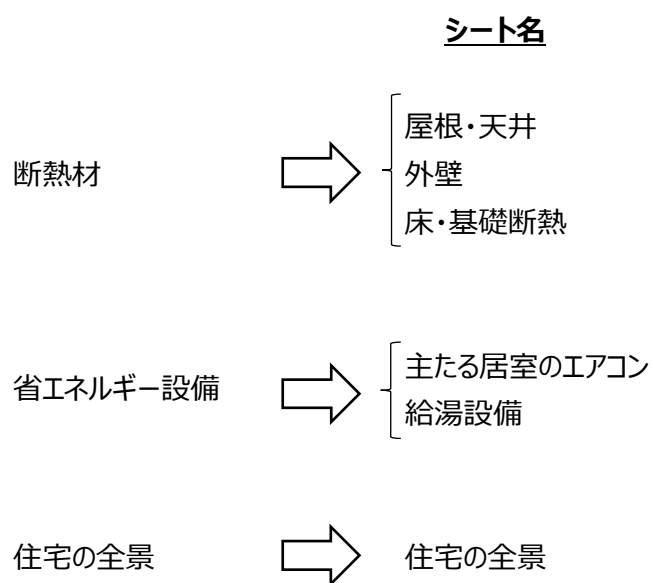 シート名
断熱材
屋根・天井
外壁
床・基礎断熱
省エネルギー設備
主たる居室のエアコン
給湯設備
住宅の全景
住宅の全景